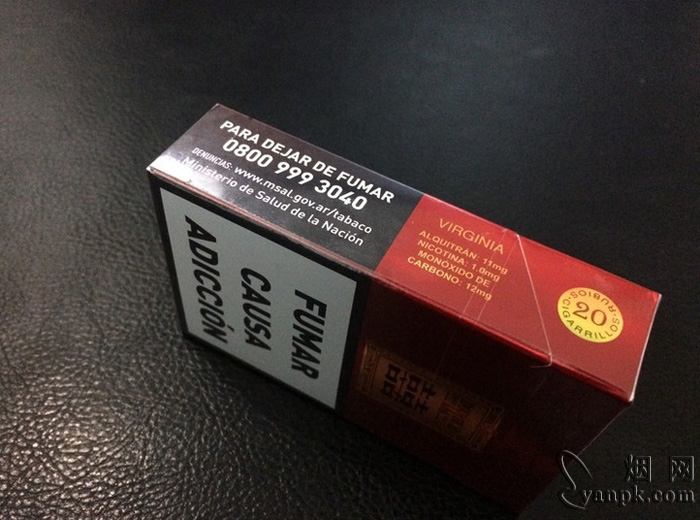 PARA DEJAR DE FUMAR
0800 999 3040
DENUNCIAS: www.msal.gov.ar/tabaco
Ministerio de Salud de la Nación
VIRGINIA
ALQUITRÁN: 11mg
NICOTINA: 1.0mg
MONÓXIDO DE
CARBONO: 12mg
20
CIGARRILLOS RUBIOS
FUMAR
CAUSA
ADICCIÓN
囍
烟网
yanpk.com